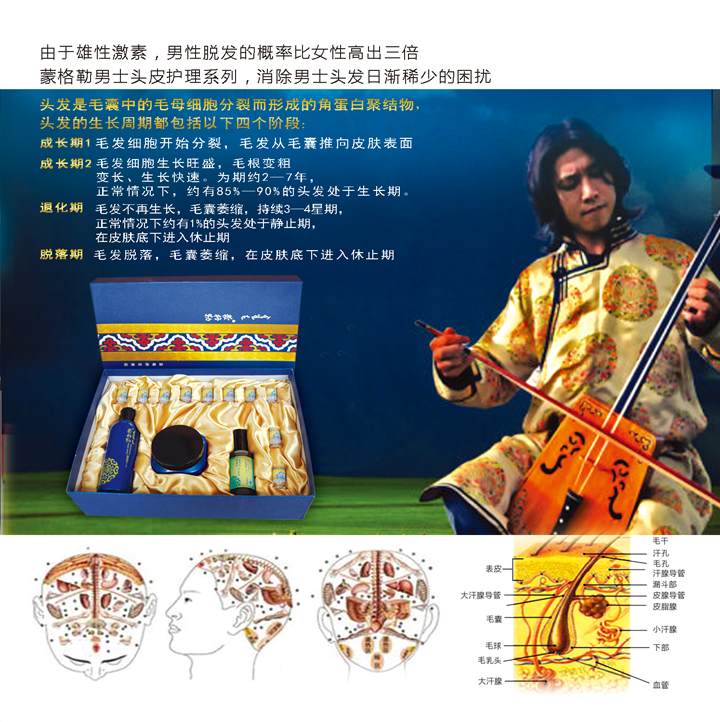 由于雄性激素，男性脱发的概率比女性高出三倍
蒙格勒男士头皮护理系列，消除男士头发日渐稀少的困扰
头发是毛囊中的毛母细胞分裂而形成的角蛋白聚结物，
头发的生长周期都包括以下四个阶段：
成长期1 毛发细胞开始分裂，毛发从毛囊推向皮肤表面
成长期2 毛发细胞生长旺盛，毛根变粗
变长、生长快速。为期约2—7年，
正常情况下，约有85%—90%的头发处于生长期。
退化期 毛发不再生长，毛囊萎缩，持续3—4星期，
正常情况下约有1%的头发处于静止期，
在皮肤底下进入休止期
脱落期 毛发脱落，毛囊萎缩，在皮肤底下进入休止期
毛干
汗孔
毛孔
汗腺导管
漏斗部
皮腺导管
皮脂腺
小汗腺
下部
血管
表皮
大汗腺导管
毛囊
毛球
毛乳头
大汗腺